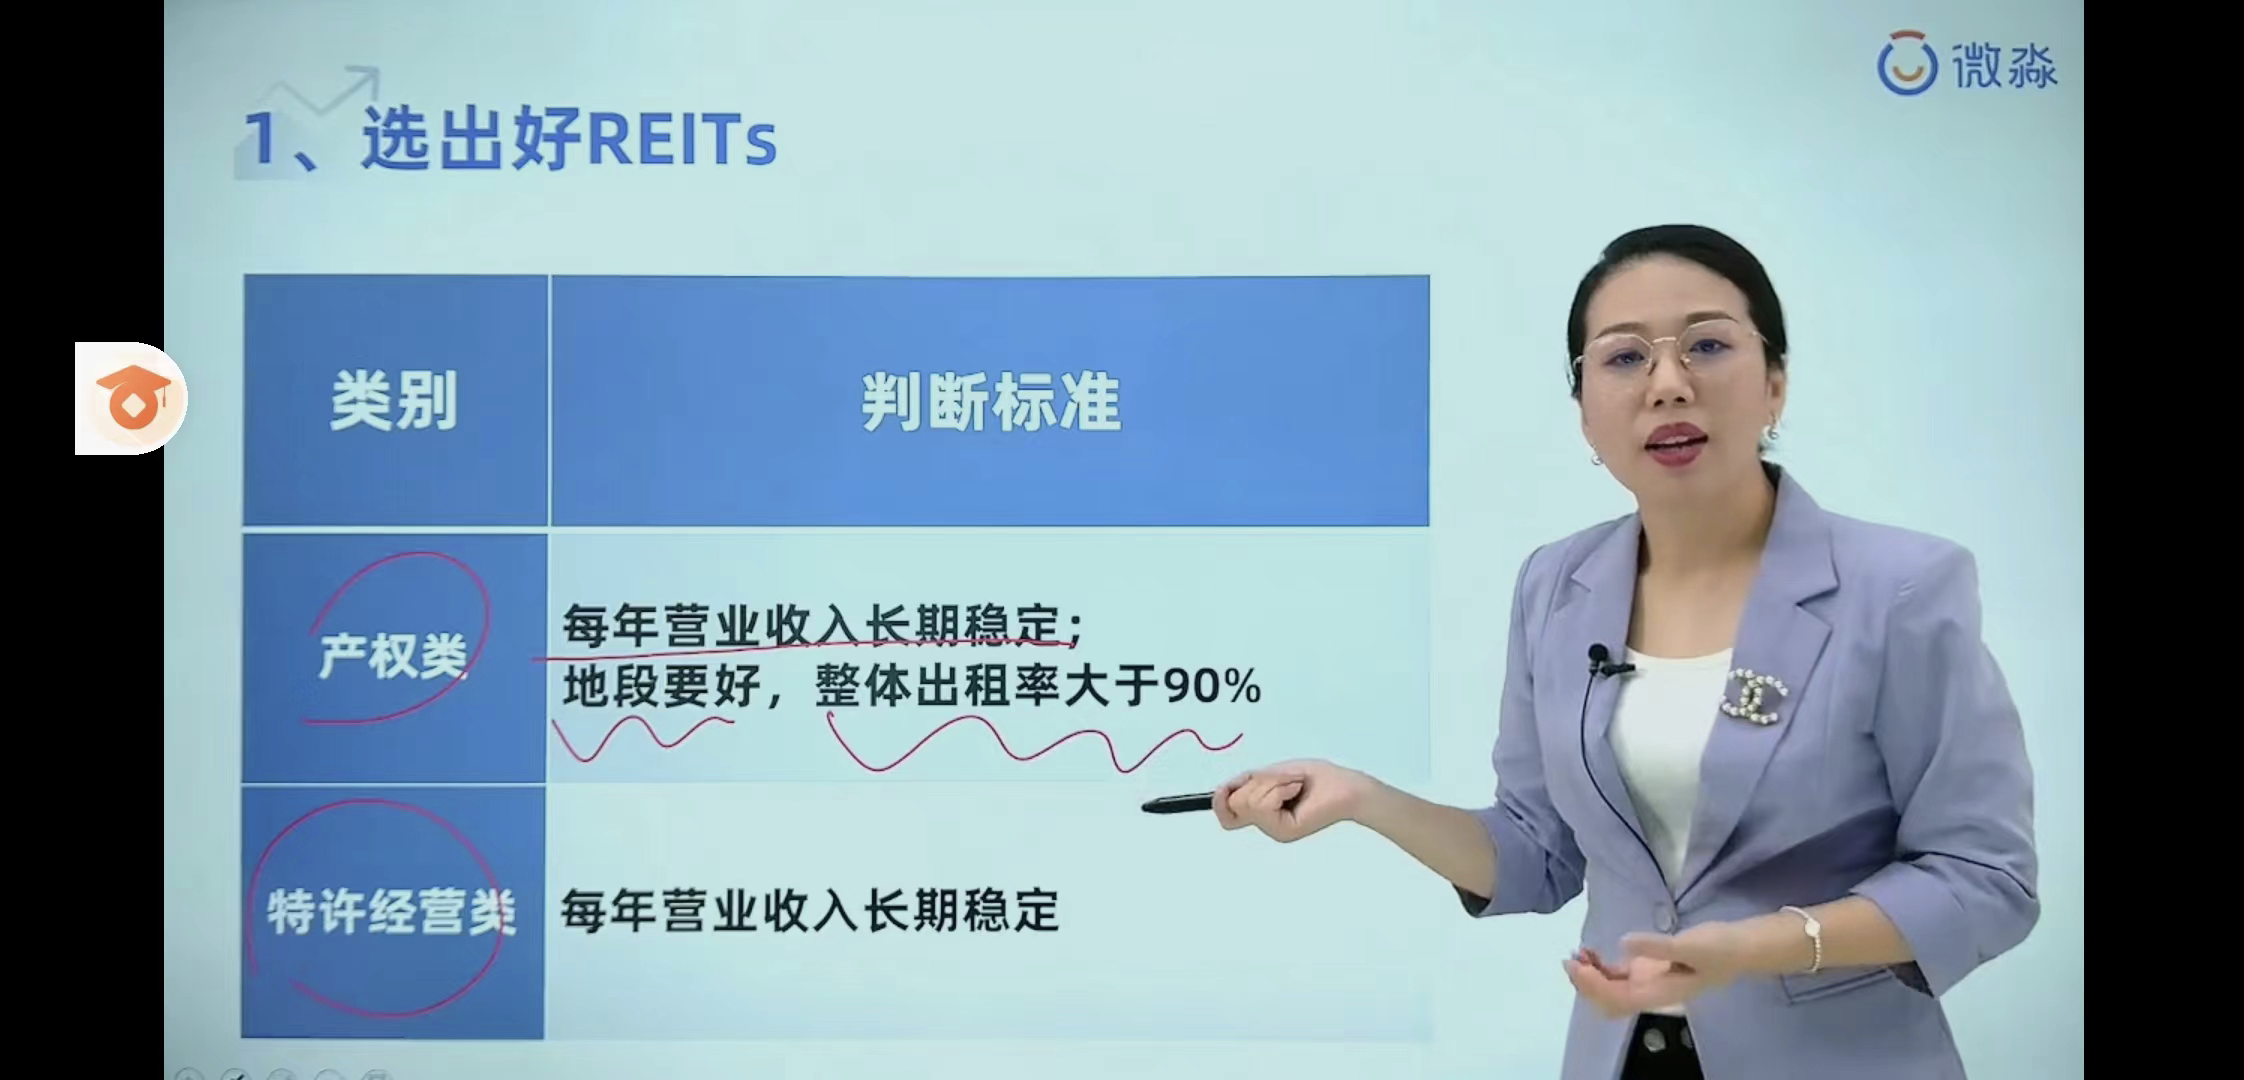 微淼
1、选出好REITs
类别
判断标准
产权类
每年营业收入长期稳定；
地段要好，整体出租率大于90%
特许经营类
每年营业收入长期稳定